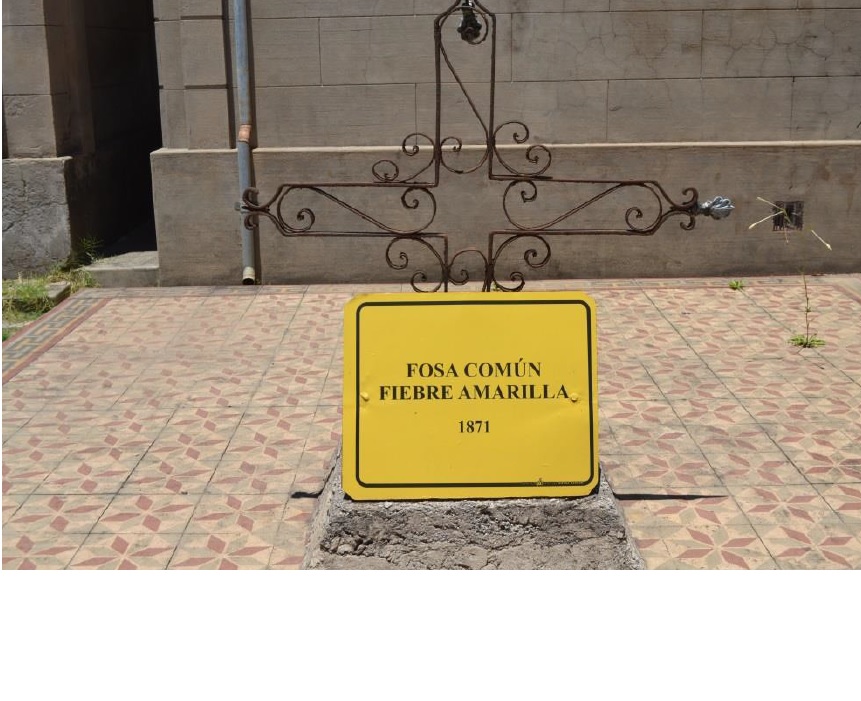 FOSA COMÚN
FIEBRE AMARILLA
1871